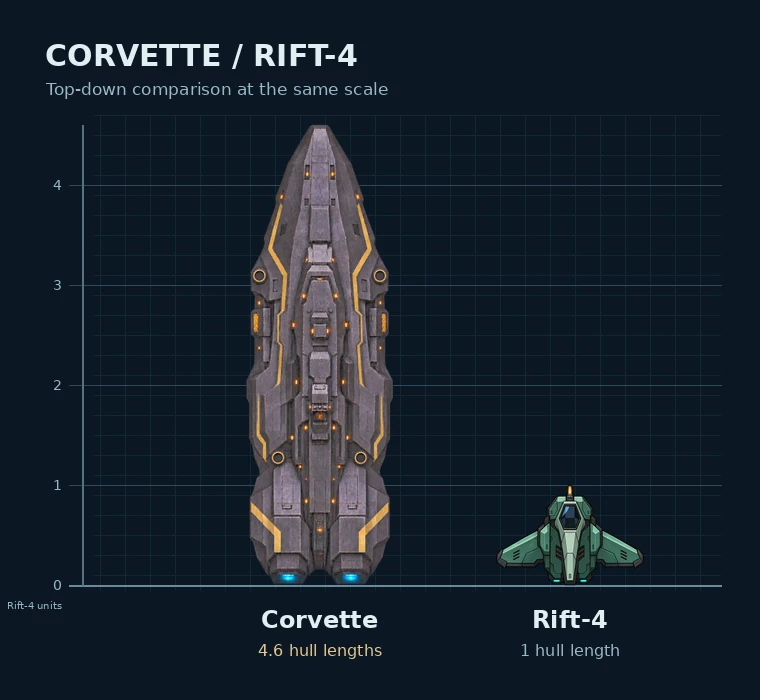 CORVETTE / RIFT-4
Top-down comparison at the same scale
4
3
2
1
0
Rift-4 units
Corvette
Rift-4
4.6 hull lengths
1 hull length